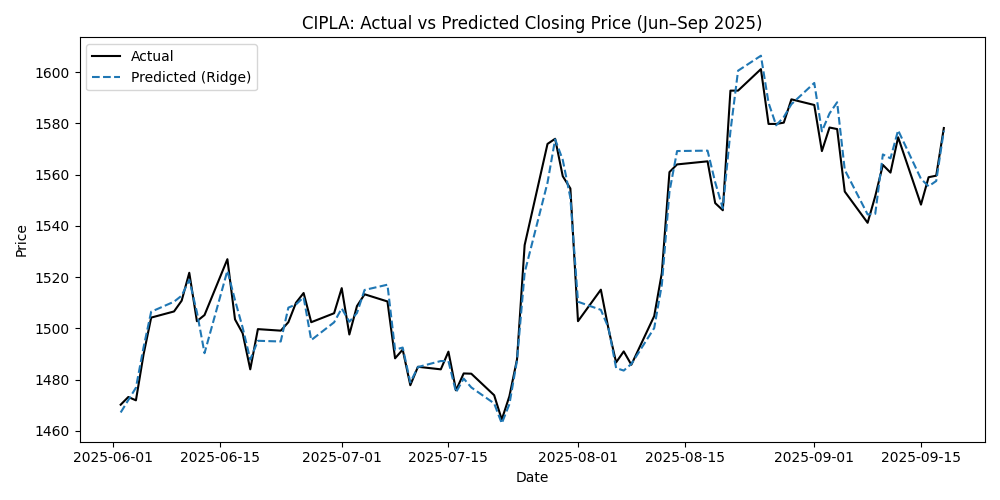 CIPLA: Actual vs Predicted Closing Price (Jun–Sep 2025)
Actual
Predicted (Ridge)
Price
1600
1580
1560
1540
1520
1500
1480
1460
2025-06-01 2025-06-15 2025-07-01 2025-07-15 2025-08-01 2025-08-15 2025-09-01 2025-09-15
Date